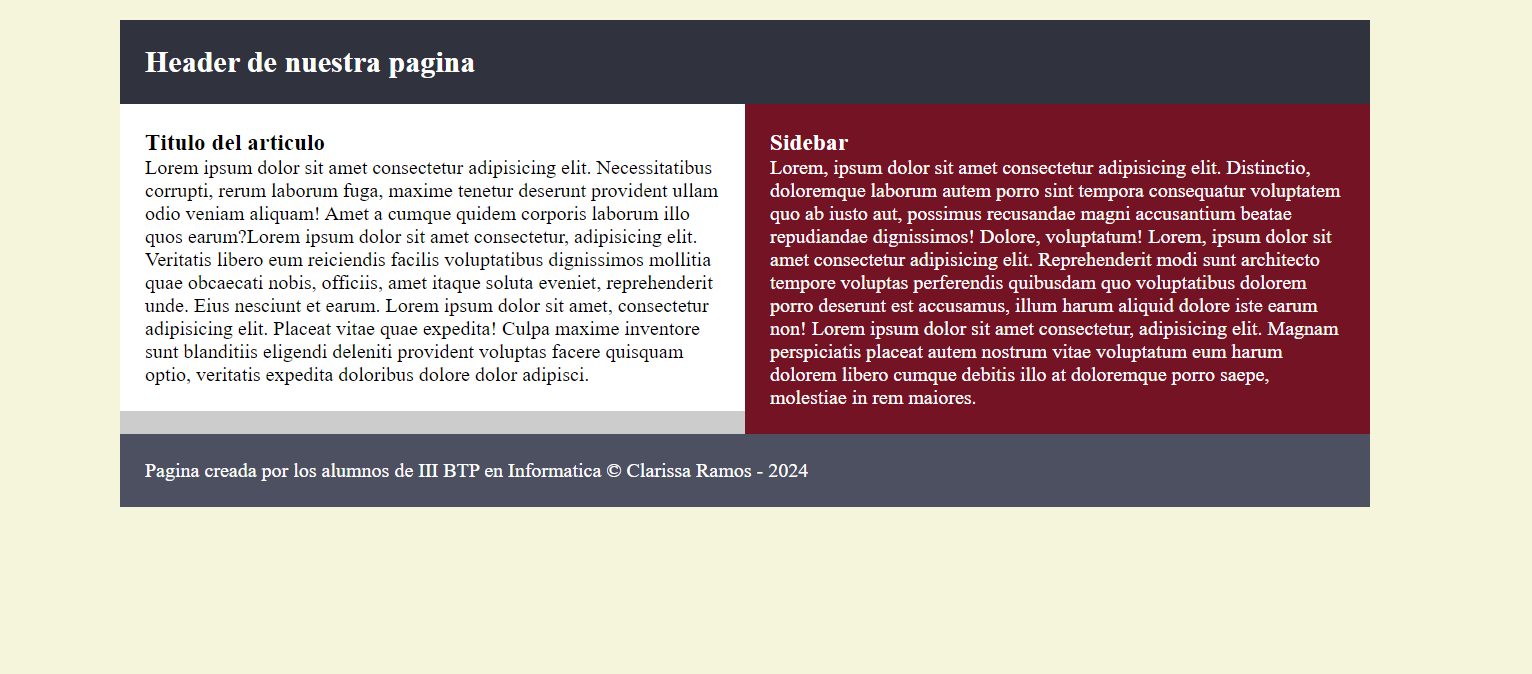 Header de nuestra pagina
Titulo del articulo
Lorem ipsum dolor sit amet consectetur adipisicing elit. Necessitatibus
corrupti, rerum laborum fuga, maxime tenetur deserunt provident ullam
odio veniam aliquam! Amet a cumque quidem corporis laborum illo
quos earum?Lorem ipsum dolor sit amet consectetur, adipisicing elit.
Veritatis libero eum reiciendis facilis voluptatibus dignissimos mollitia
quae obcaecati nobis, officiis, amet itaque soluta eveniet, reprehenderit
unde. Eius nesciunt et earum. Lorem ipsum dolor sit amet, consectetur
adipisicing elit. Placeat vitae quae expedita! Culpa maxime inventore
sunt blanditiis eligendi deleniti provident voluptas facere quisquam
optio, veritatis expedita doloribus dolore dolor adipisci.
Sidebar
Lorem, ipsum dolor sit amet consectetur adipisicing elit. Distinctio,
doloremque laborum autem porro sint tempora consequatur voluptatem
quo ab iusto aut, possimus recusandae magni accusantium beatae
repudiandae dignissimos! Dolore, voluptatum! Lorem, ipsum dolor sit
amet consectetur adipisicing elit. Reprehenderit modi sunt architecto
tempore voluptas perferendis quibusdam quo voluptatibus dolorem
porro deserunt est accusamus, illum harum aliquid dolore iste earum
non! Lorem ipsum dolor sit amet consectetur, adipisicing elit. Magnam
perspiciatis placeat autem nostrum vitae voluptatum eum harum
dolorem libero cumque debitis illo at doloremque porro saepe,
molestiae in rem maiores.
Pagina creada por los alumnos de III BTP en Informatica © Clarissa Ramos - 2024